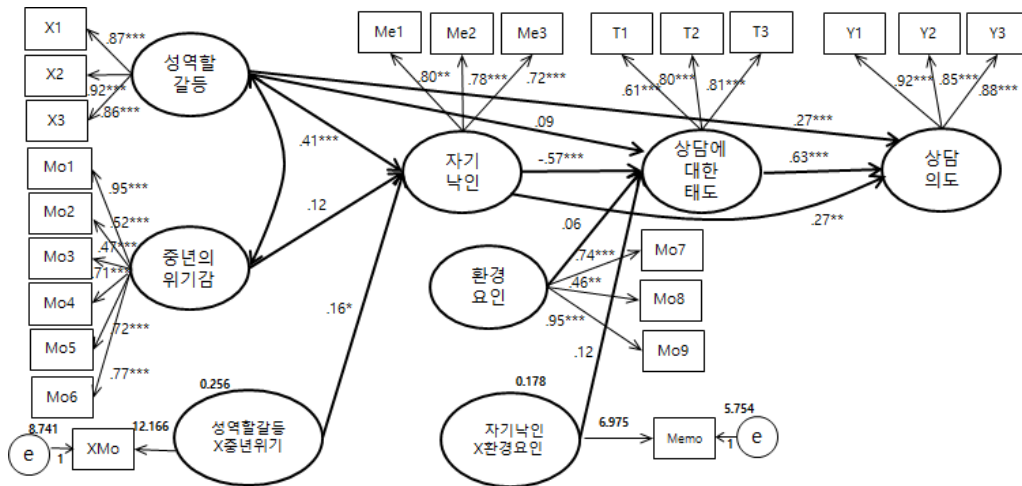 X1
X2
X3
.87***
.92***
.86***
성역할
갈등
Me1
Me2
Me3
.80**
.78***
.72***
T1
T2
T3
.61***
.80***
.81***
Y1
Y2
Y3
.92***
.85***
.88***
.27***
.09
.41***
자기
낙인
-.57***
상담에
대한
태도
.63***
상담
의도
Mo1
Mo2
Mo3
Mo4
Mo5
Mo6
.95***
.52***
.47***
.71***
.72***
.77***
중년의
위기감
.12
.27**
.06
환경
요인
.74***
.46**
.95***
Mo7
Mo8
Mo9
.16*
.12
0.256
성역할갈등
X중년위기
12.166
8.741
e
1
XMo
0.178
자기낙인
X환경요인
6.975
Memo
5.754
1
e